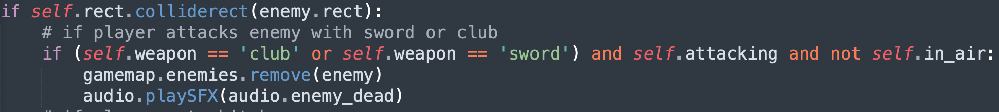 if self.rect.colliderect(enemy.rect):
    # if player attacks enemy with sword or club
    if (self.weapon == 'club' or self.weapon == 'sword') and self.attacking and not self.in_air:
        gamemap.enemies.remove(enemy)
        audio.playSFX(audio.enemy_dead)